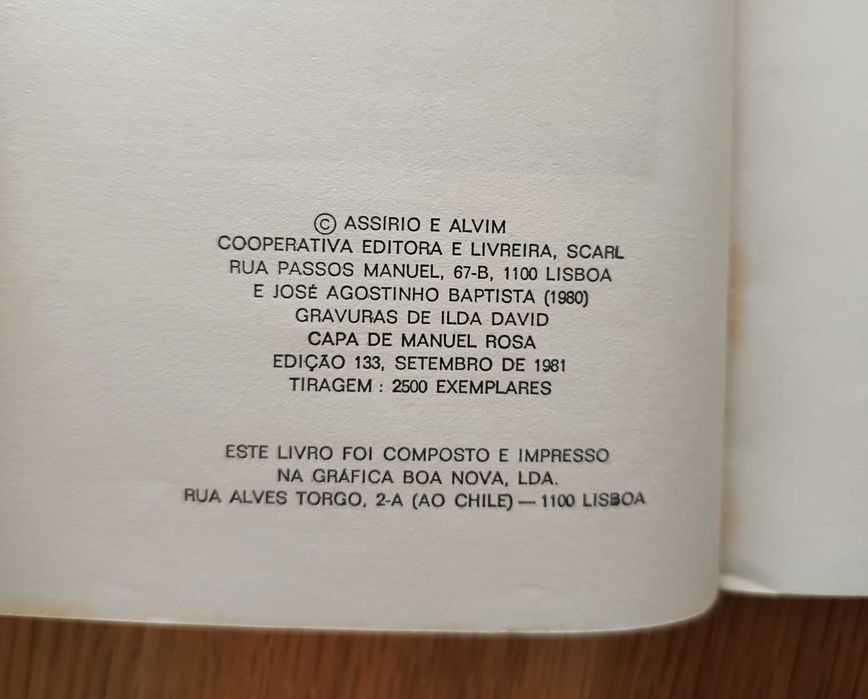 © ASSÍRIO E ALVIM
COOPERATIVA EDITORA E LIVREIRA, SCARL
RUA PASSOS MANUEL, 67-B, 1100 LISBOA
E JOSÉ AGOSTINHO BAPTISTA (1980)
GRAVURAS DE ILDA DAVID
CAPA DE MANUEL ROSA
EDIÇÃO 133, SETEMBRO DE 1981
TIRAGEM : 2500 EXEMPLARES
ESTE LIVRO FOI COMPOSTO E IMPRESSO
NA GRÁFICA BOA NOVA, LDA.
RUA ALVES TORGO, 2-A (AO CHILE) — 1100 LISBOA